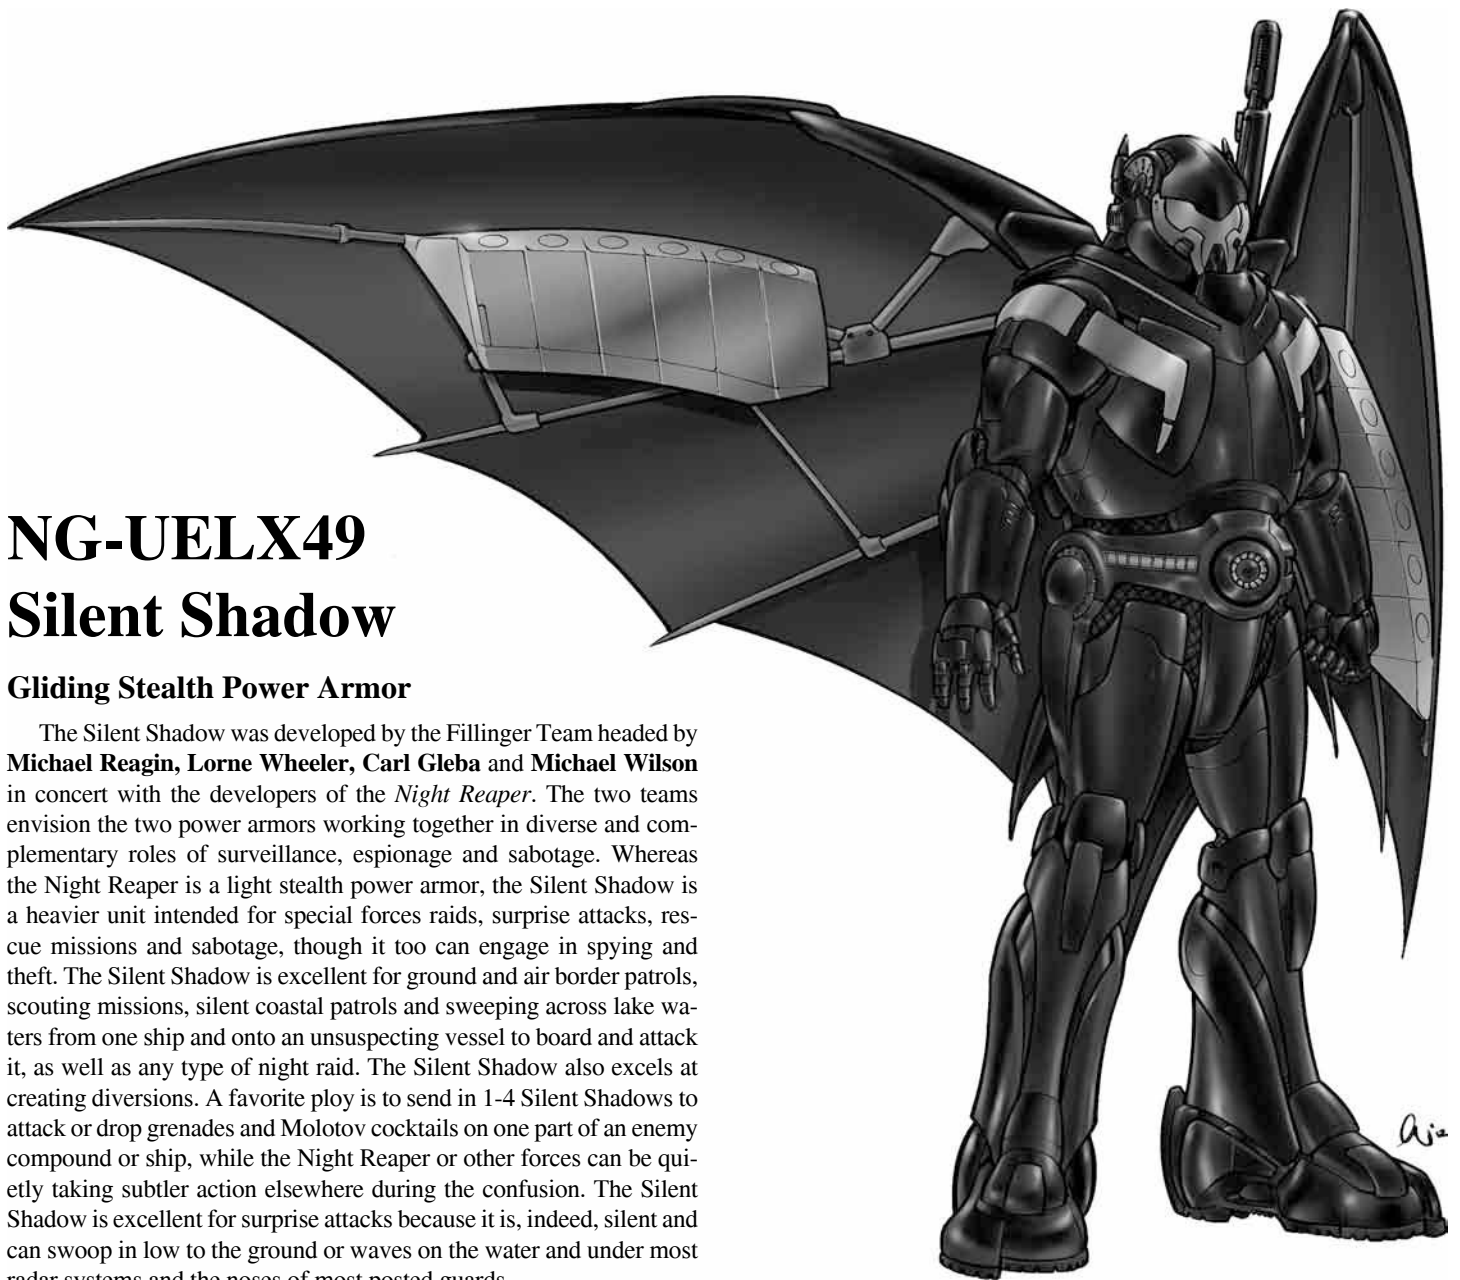 NG-UELX49
Silent Shadow
Gliding Stealth Power Armor
The Silent Shadow was developed by the Fillinger Team headed by
Michael Reagin, Lorne Wheeler, Carl Gleba and Michael Wilson
in concert with the developers of the Night Reaper. The two teams
envision the two power armors working together in diverse and com-
plementary roles of surveillance, espionage and sabotage. Whereas
the Night Reaper is a light stealth power armor, the Silent Shadow is
a heavier unit intended for special forces raids, surprise attacks, res-
cue missions and sabotage, though it too can engage in spying and
theft. The Silent Shadow is excellent for ground and air border patrols,
scouting missions, silent coastal patrols and sweeping across lake wa-
ters from one ship and onto an unsuspecting vessel to board and attack
it, as well as any type of night raid. The Silent Shadow also excels at
creating diversions. A favorite ploy is to send in 1-4 Silent Shadows to
attack or drop grenades and Molotov cocktails on one part of an enemy
compound or ship, while the Night Reaper or other forces can be qui-
etly taking subtler action elsewhere during the confusion. The Silent
Shadow is excellent for surprise attacks because it is, indeed, silent and
can swoop in low to the ground or waves on the water and under most
radar systems and the noses of most posted guards.